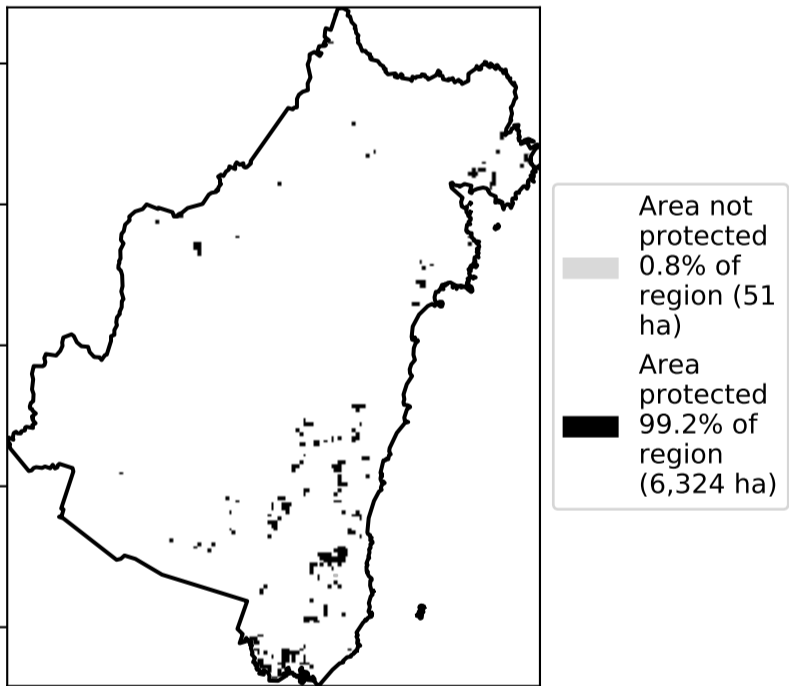 Area not
protected
0.8% of
region (51
ha)
Area
protected
99.2% of
region
(6,324 ha)